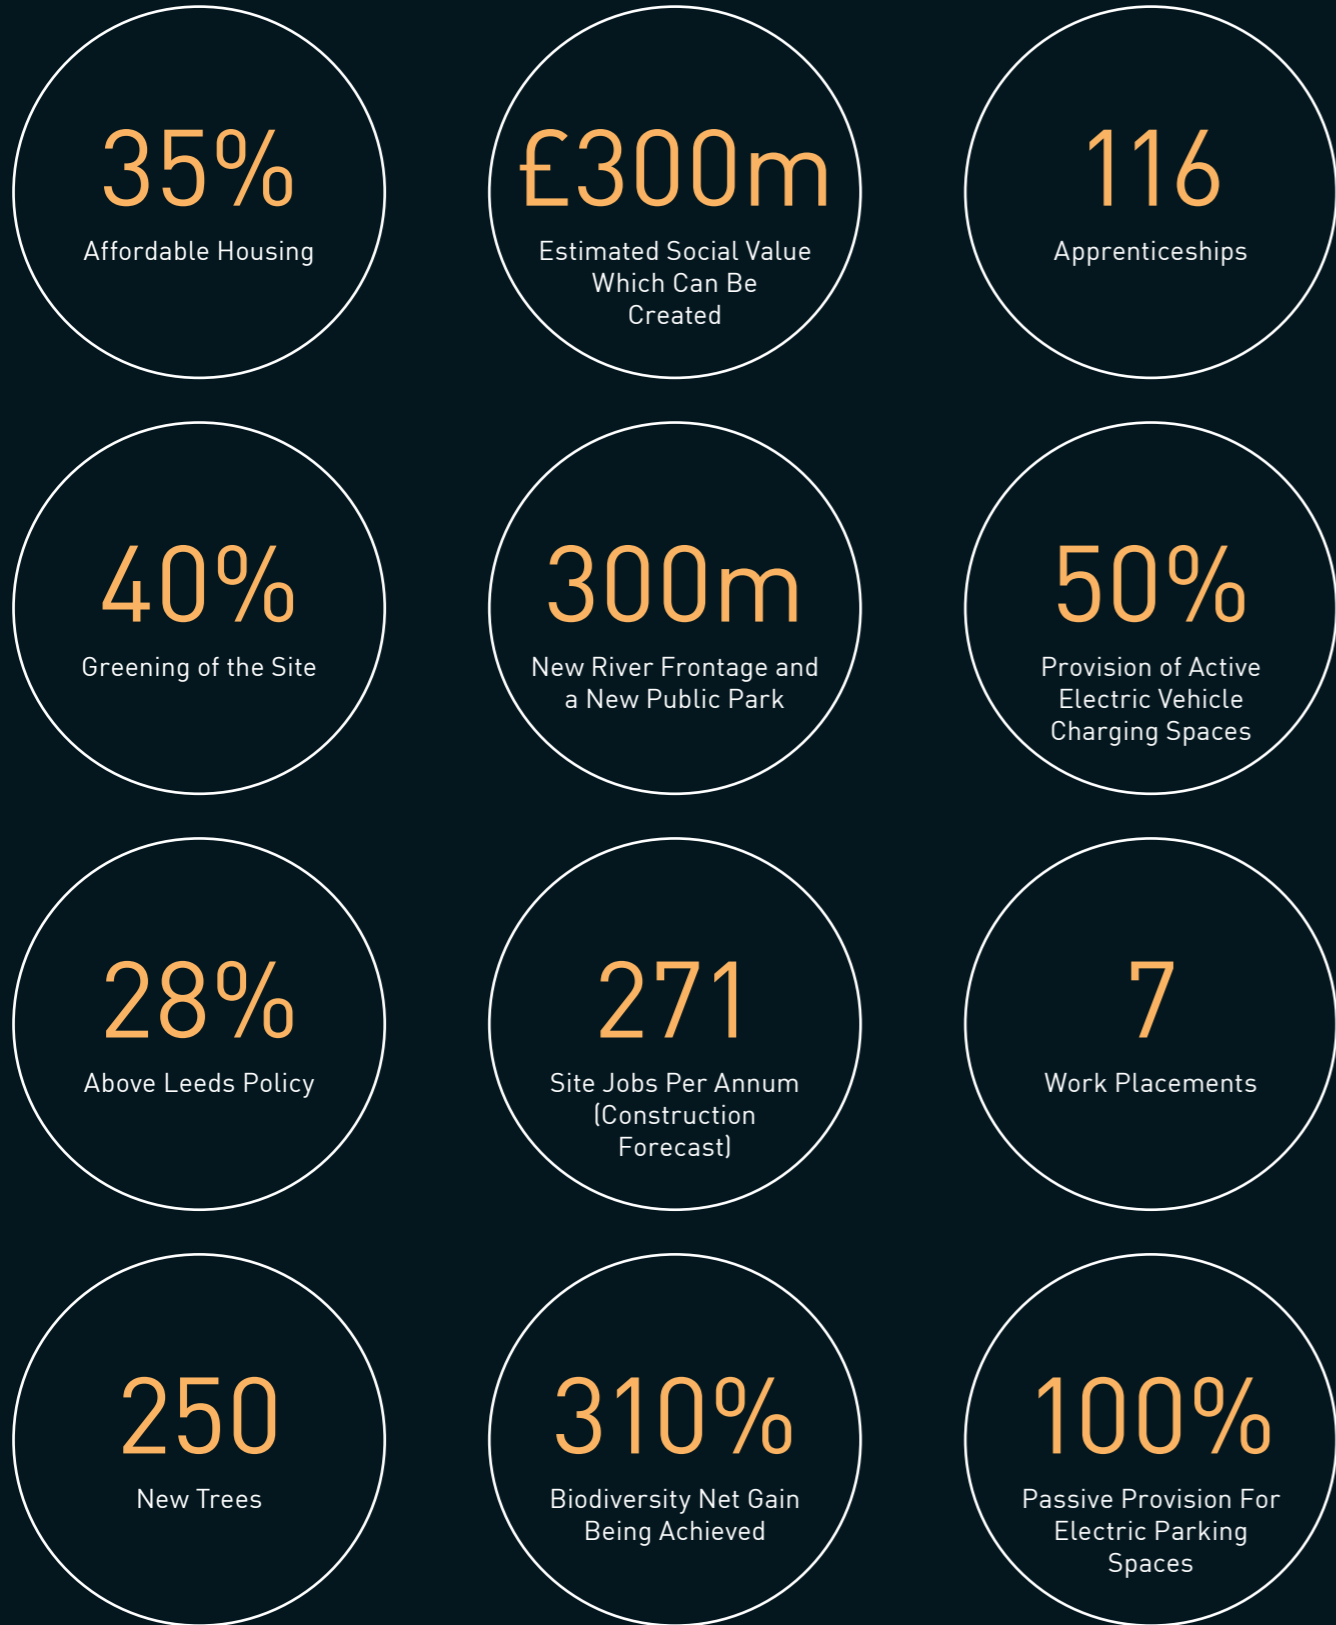 35%
Affordable Housing
£300m
Estimated Social Value
Which Can Be
Created
116
Apprenticeships
40%
Greening of the Site
300m
New River Frontage and
a New Public Park
50%
Provision of Active
Electric Vehicle
Charging Spaces
28%
Above Leeds Policy
271
Site Jobs Per Annum
(Construction
Forecast)
7
Work Placements
250
New Trees
310%
Biodiversity Net Gain
Being Achieved
100%
Passive Provision For
Electric Parking
Spaces